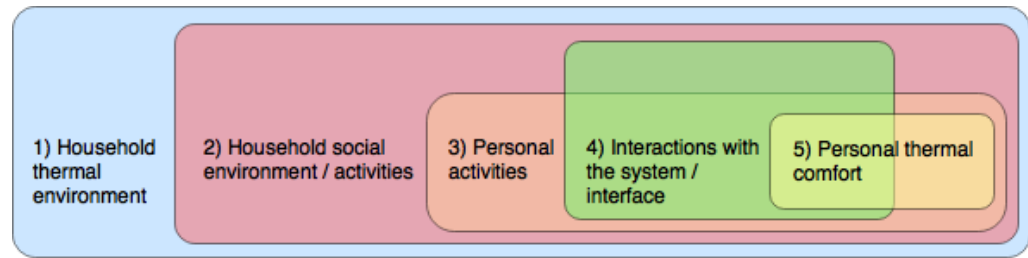 1) Household
thermal
environment
2) Household social
environment / activities
3) Personal
activities
4) Interactions with
the system /
interface
5) Personal thermal
comfort